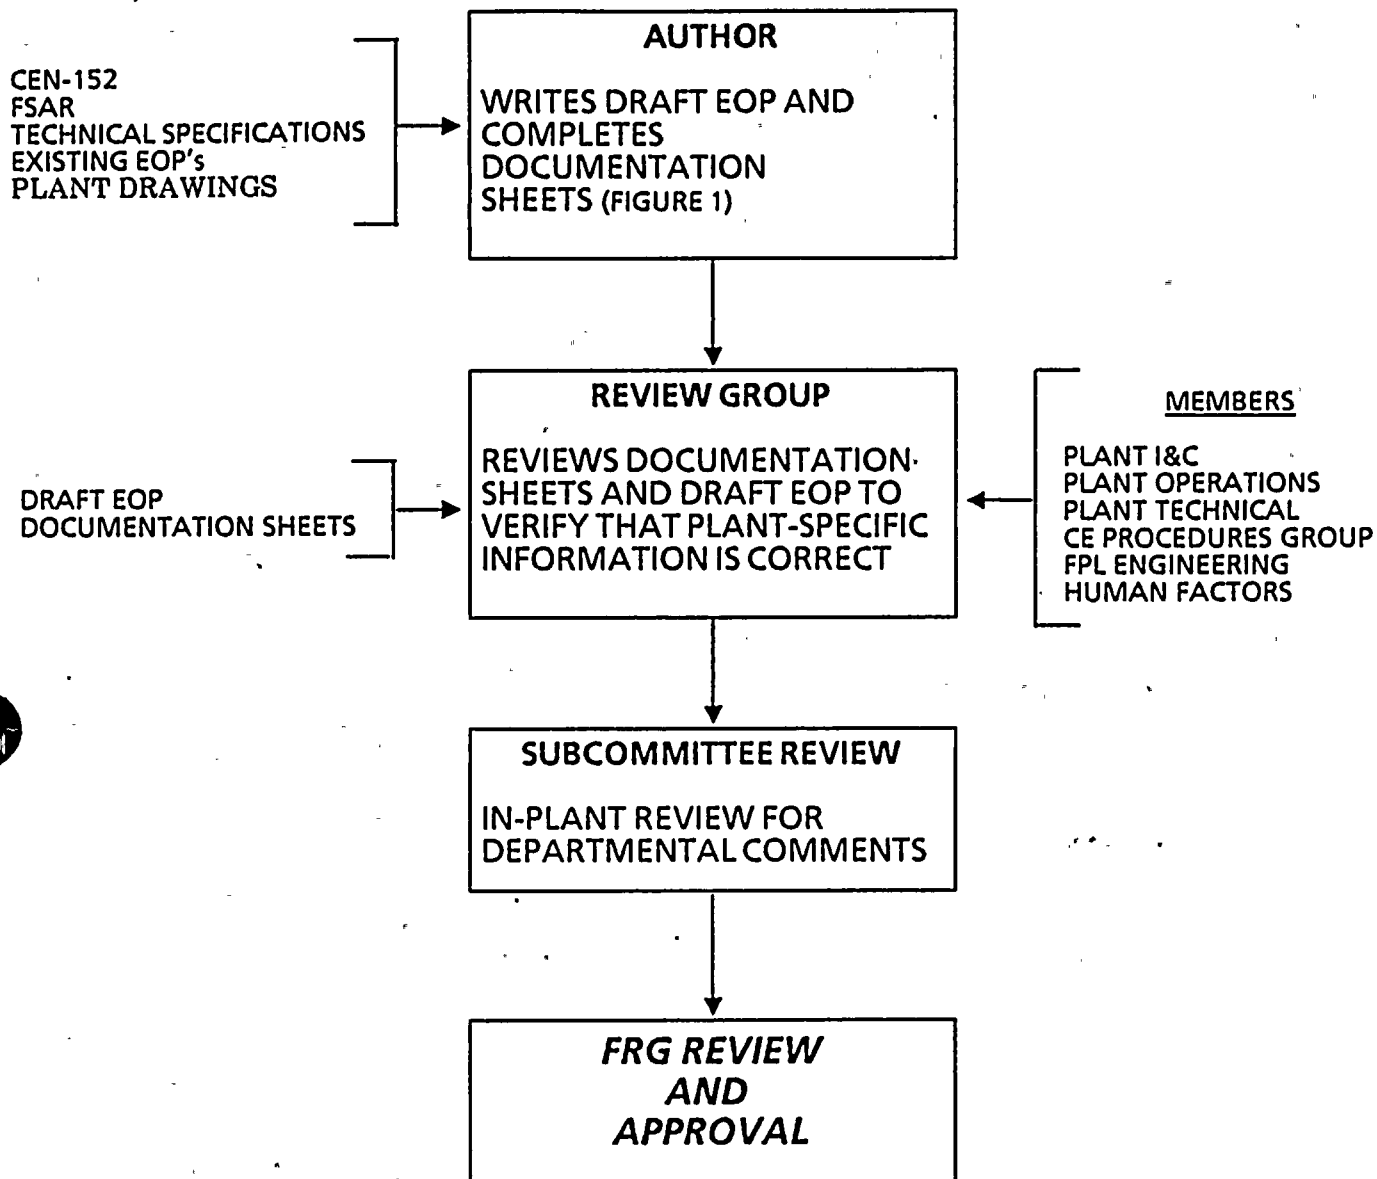 CEN-152
FSAR
TECHNICAL SPECIFICATIONS
EXISTING EOP's
PLANT DRAWINGS
AUTHOR
WRITES DRAFT EOP AND
COMPLETES
DOCUMENTATION
SHEETS (FIGURE 1)
DRAFT EOP
DOCUMENTATION SHEETS
REVIEW GROUP
REVIEWS DOCUMENTATION
SHEETS AND DRAFT EOP TO
VERIFY THAT PLANT-SPECIFIC
INFORMATION IS CORRECT
MEMBERS
PLANT I&C
PLANT OPERATIONS
PLANT TECHNICAL
CE PROCEDURES GROUP
FPL ENGINEERING
HUMAN FACTORS
SUBCOMMITTEE REVIEW
IN-PLANT REVIEW FOR
DEPARTMENTAL COMMENTS
FRG REVIEW
AND
APPROVAL